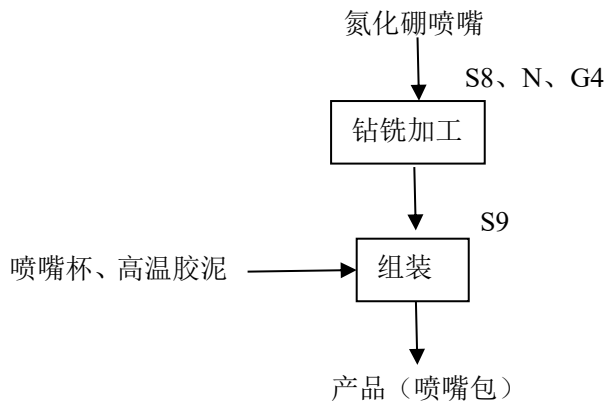 氮化硼喷嘴
S8、N、G4
钻铣加工
S9
喷嘴杯、高温胶泥
组装
产品（喷嘴包）